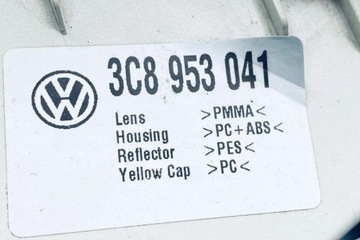 3C8 953 041
Lens >PMMA<
Housing >PC+ABS<
Reflector >PES<
Yellow Cap >PC<